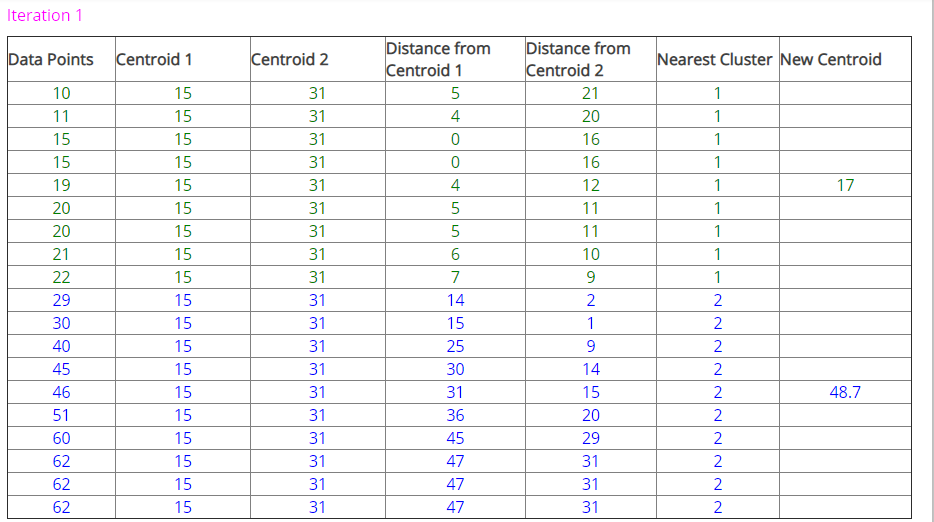 Iteration 1
Data Points Centroid 1 Centroid 2 Distance from Centroid 1 Distance from Centroid 2 Nearest Cluster New Centroid
10 15 31 5 21 1
11 15 31 4 20 1
15 15 31 0 16 1
15 15 31 0 16 1
19 15 31 4 12 1 17
20 15 31 5 11 1
20 15 31 5 11 1
21 15 31 6 10 1
22 15 31 7 9 1
29 15 31 14 2 2
30 15 31 15 1 2
40 15 31 25 9 2
45 15 31 30 14 2
46 15 31 31 15 2 48.7
51 15 31 36 20 2
60 15 31 45 29 2
62 15 31 47 31 2
62 15 31 47 31 2
62 15 31 47 31 2